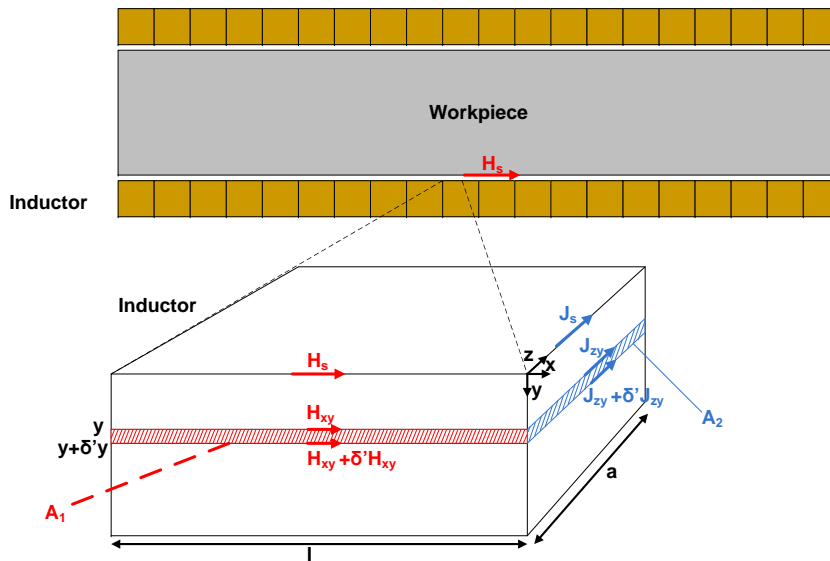 Workpiece
Hs
Inductor
Inductor
Js
z
x
y
Hs
Jzy
Hxy
y
Jzy+δ'Jzy
y+δ'y
Hxy+δ'Hxy
A2
a
A1
l